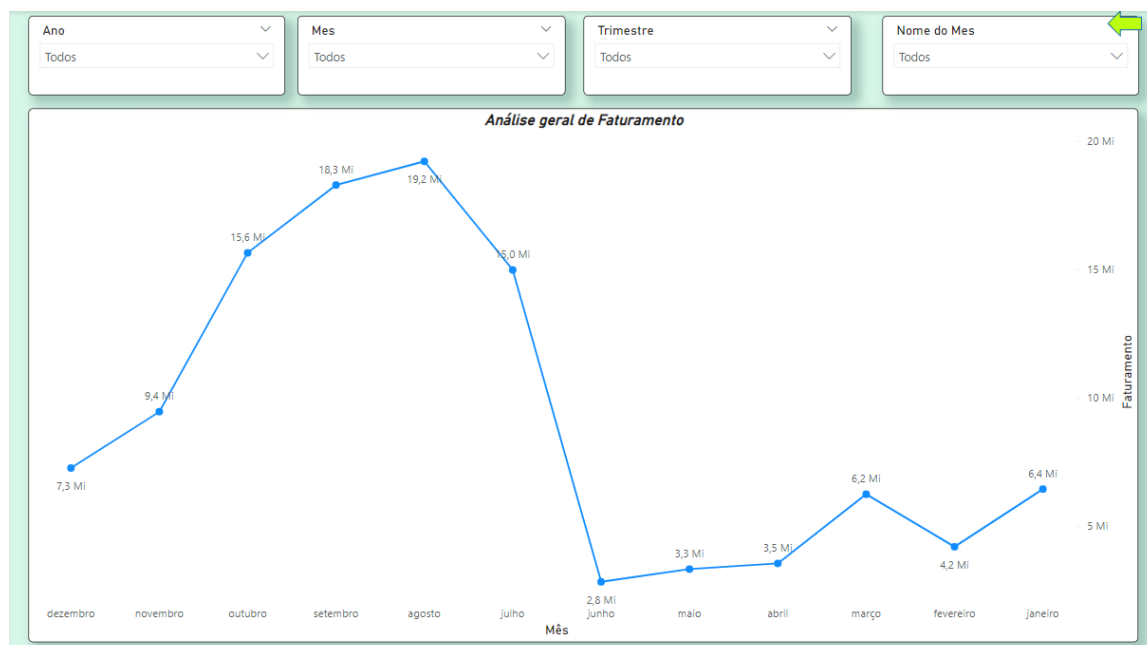 Ano
Todos
Mes
Todos
Trimestre
Todos
Nome do Mes
Todos
Análise geral de Faturamento
20 Mi
15 Mi
10 Mi
5 Mi
Faturamento
7,3 Mi
9,4 Mi
15,6 Mi
18,3 Mi
19,2 Mi
15,0 Mi
2,8 Mi
3,3 Mi
3,5 Mi
6,2 Mi
4,2 Mi
6,4 Mi
dezembro novembro outubro setembro agosto julho junho maio abril março fevereiro janeiro
Mês